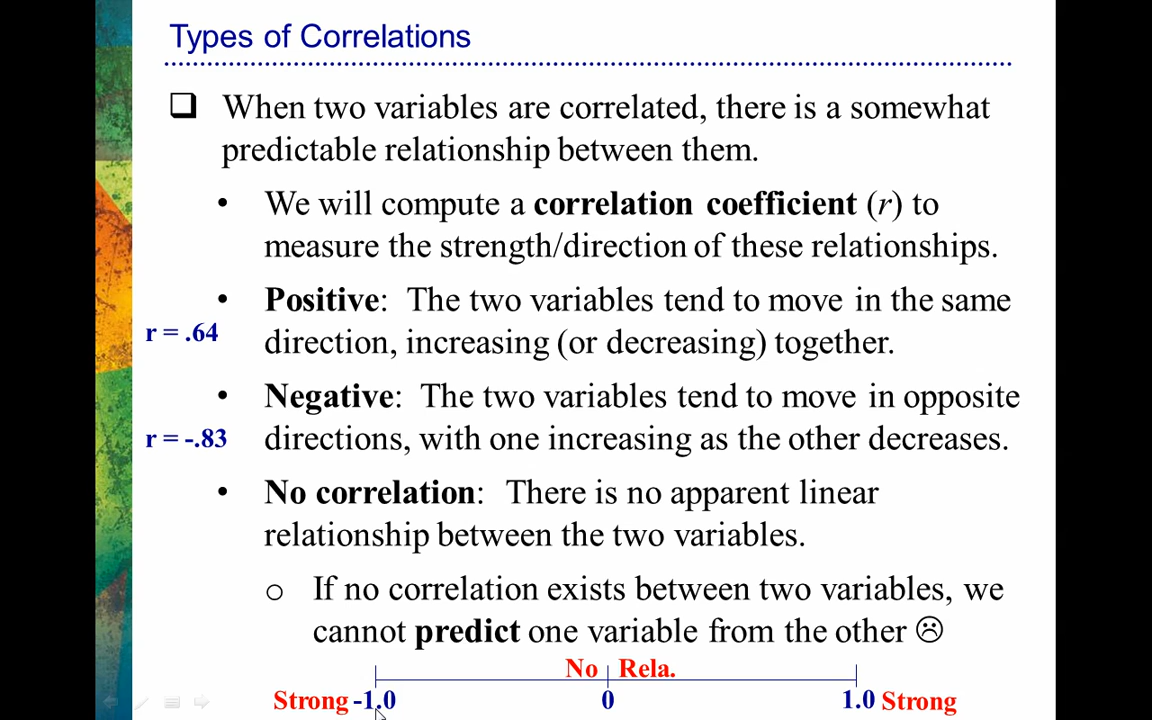 Types of Correlations
❑ When two variables are correlated, there is a somewhat
predictable relationship between them.
• We will compute a correlation coefficient (r) to
measure the strength/direction of these relationships.
• Positive: The two variables tend to move in the same
r = .64
direction, increasing (or decreasing) together.
• Negative: The two variables tend to move in opposite
r = -.83
directions, with one increasing as the other decreases.
• No correlation: There is no apparent linear
relationship between the two variables.
o If no correlation exists between two variables, we
cannot predict one variable from the other ☹
No Rela.
Strong -1.0 0 1.0 Strong